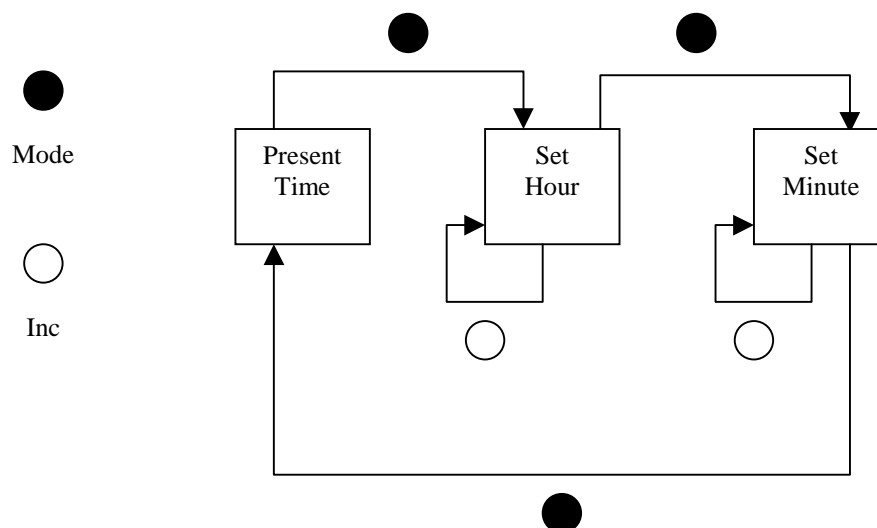 Mode
Present
Time
Set
Hour
Set
Minute
Inc